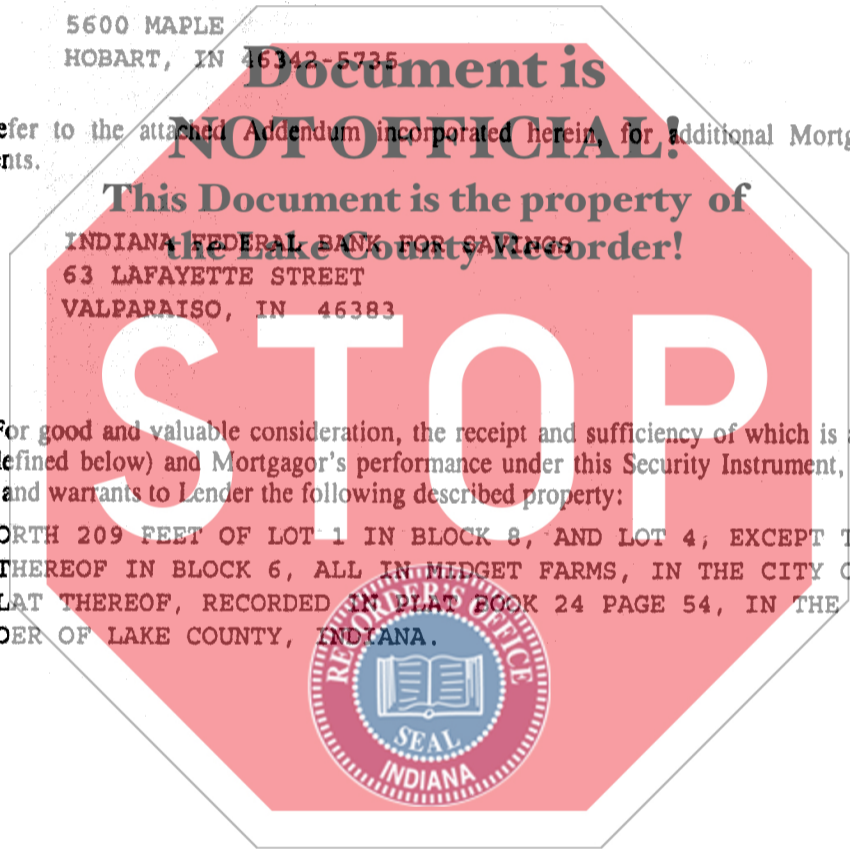 5600 MAPLE
HOBART, IN 46342-5735
Document is
efer to the attached Addendum incorporated herein, for additional Mortg
NOT OFFICIAL!
nts.
This Document is the property of
INDIANA FEDERAL BANK FOR SAVINGS
the Lake County Recorder!
63 LAFAYETTE STREET
VALPARAISO, IN 46383
STOP
For good and valuable consideration, the receipt and sufficiency of which is a
efined below) and Mortgagor's performance under this Security Instrument,
and warrants to Lender the following described property:
ORTH 209 FEET OF LOT 1 IN BLOCK 8, AND LOT 4, EXCEPT T
THEREOF IN BLOCK 6, ALL IN MIDGET FARMS, IN THE CITY O
LAT THEREOF, RECORDED IN PLAT BOOK 24 PAGE 54, IN THE
DER OF LAKE COUNTY, INDIANA.
RECORDER'S OFFICE
SEAL
INDIANA